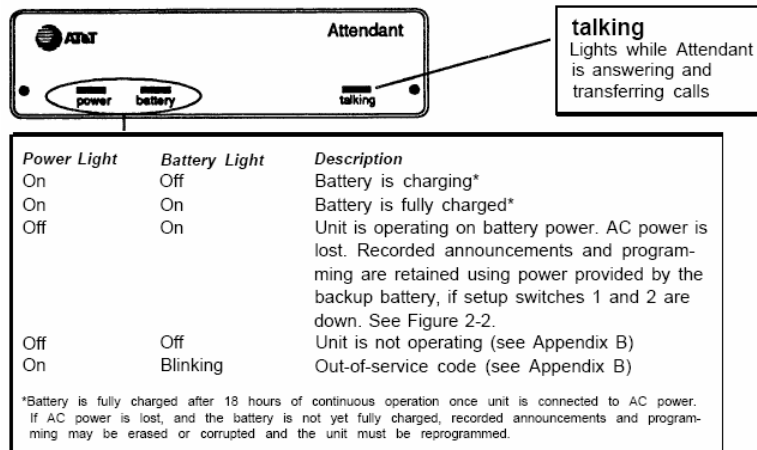 AT&T
Attendant
power
battery
talking
talking
Lights while Attendant
is answering and
transferring calls
Power Light Battery Light Description
On Off Battery is charging*
On On Battery is fully charged*
Off On Unit is operating on battery power. AC power is
lost. Recorded announcements and program-
ming are retained using power provided by the
backup battery, if setup switches 1 and 2 are
down. See Figure 2-2.
Off Off Unit is not operating (see Appendix B)
On Blinking Out-of-service code (see Appendix B)
*Battery is fully charged after 18 hours of continuous operation once unit is connected to AC power.
If AC power is lost, and the battery is not yet fully charged, recorded announcements and program-
ming may be erased or corrupted and the unit must be reprogrammed.